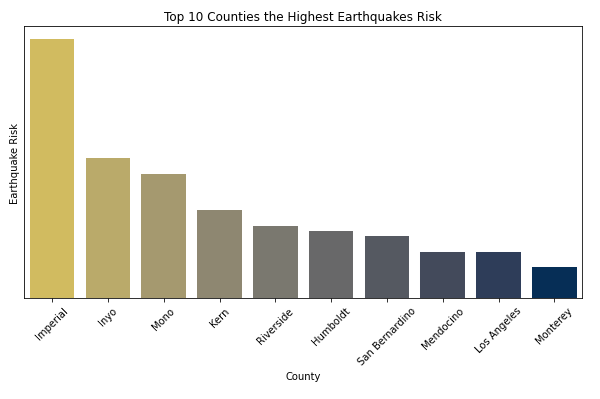 Top 10 Counties the Highest Earthquakes Risk
Earthquake Risk
Imperial
Inyo
Mono
Kern
Riverside
Humboldt
San Bernardino
Mendocino
Los Angeles
Monterey
County